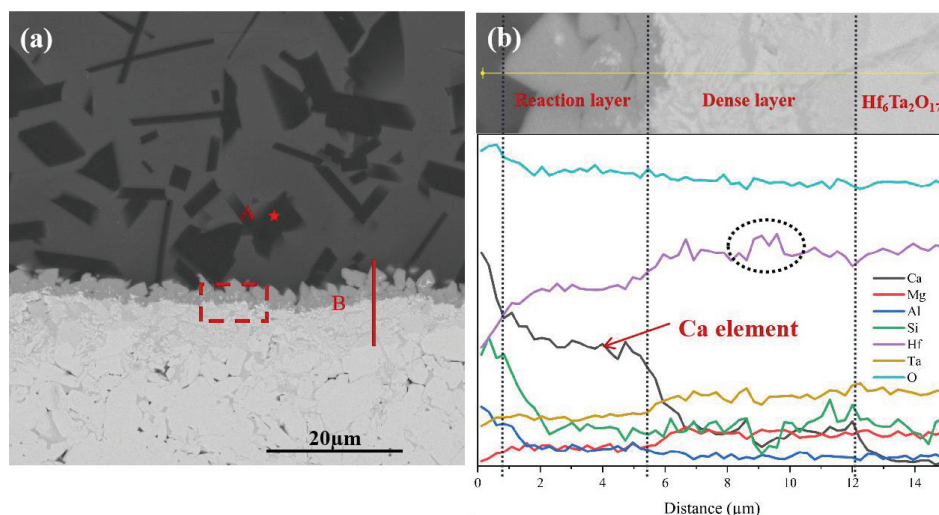 (a)
A
B
20μm
(b)
Reaction layer
Dense layer
Hf₆Ta₂O₁₇
Ca element
Ca
Mg
Al
Si
Hf
Ta
O
0 2 4 6 8 10 12 14
Distance (μm)